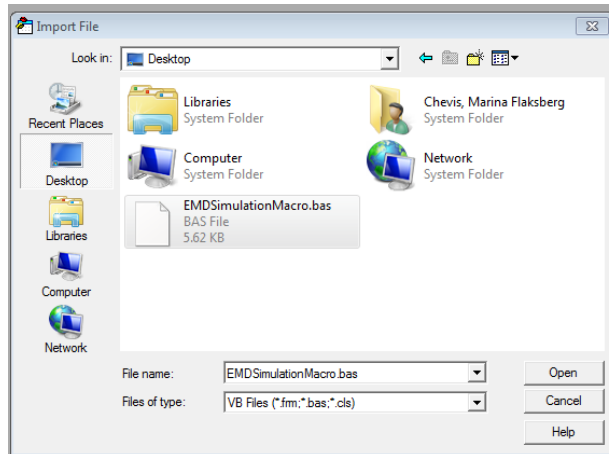 Import File
Look in: Desktop
Recent Places
Desktop
Libraries
Computer
Network
Libraries
System Folder
Chevis, Marina Flaksberg
System Folder
Computer
System Folder
Network
System Folder
EMDSimulationMacro.bas
BAS File
5.62 KB
File name: EMDSimulationMacro.bas Open
Files of type: VB Files (*.frm;*.bas;*.cls) Cancel
Help